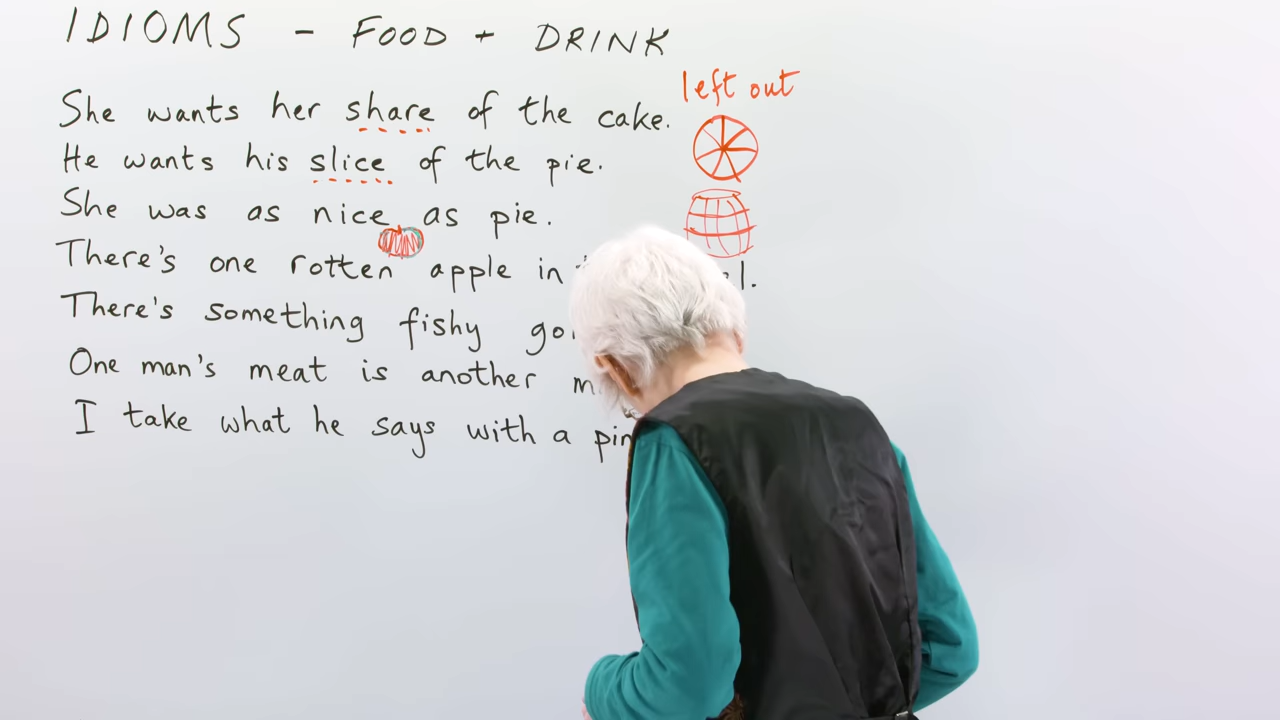 IDIOMS - FOOD + DRINK
left out
She wants her share of the cake.
He wants his slice of the pie.
She was as nice as pie.
There's one rotten apple in
There's something fishy
One man's meat is another
I take what he says with a